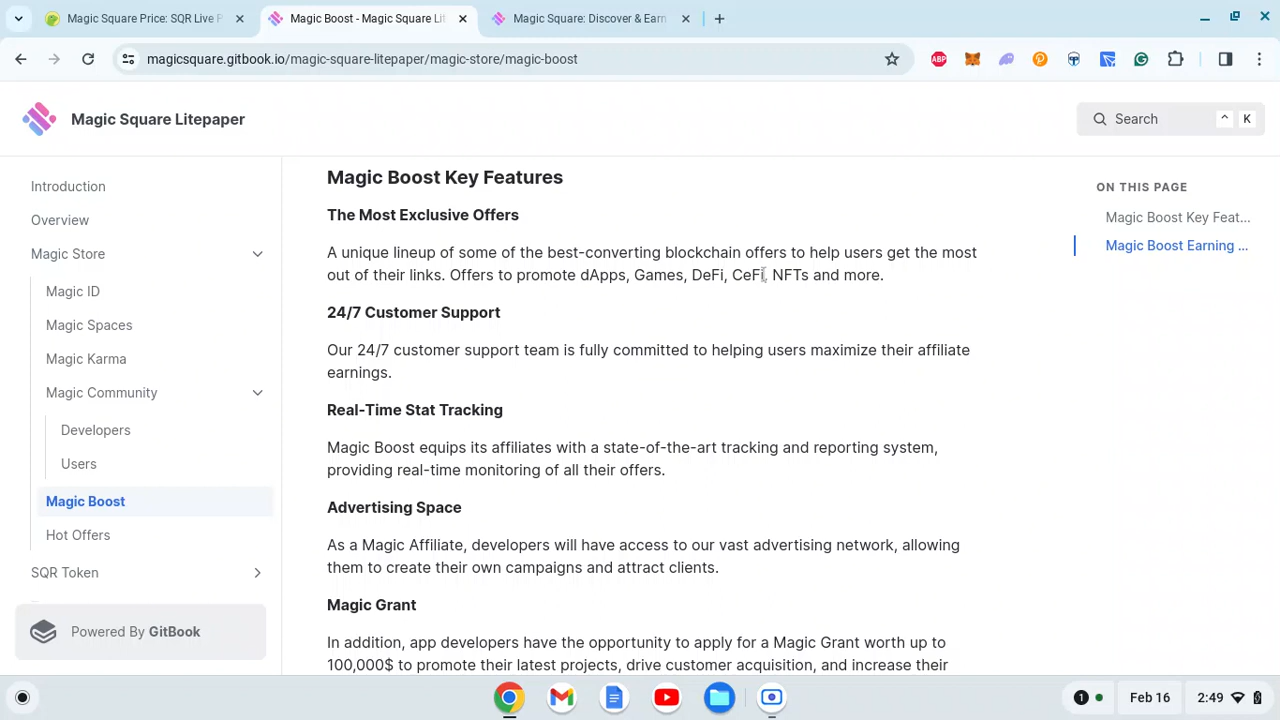 Magic Square Price: SQR Live P
Magic Boost - Magic Square Lit
Magic Square: Discover & Earn
magicsquare.gitbook.io/magic-square-litepaper/magic-store/magic-boost
ABP
Magic Square Litepaper
Search
^ K
Introduction
Overview
Magic Store
Magic ID
Magic Spaces
Magic Karma
Magic Community
Developers
Users
Magic Boost
Hot Offers
SQR Token
Powered By GitBook
Magic Boost Key Features
The Most Exclusive Offers
A unique lineup of some of the best-converting blockchain offers to help users get the most
out of their links. Offers to promote dApps, Games, DeFi, CeFi, NFTs and more.
24/7 Customer Support
Our 24/7 customer support team is fully committed to helping users maximize their affiliate
earnings.
Real-Time Stat Tracking
Magic Boost equips its affiliates with a state-of-the-art tracking and reporting system,
providing real-time monitoring of all their offers.
Advertising Space
As a Magic Affiliate, developers will have access to our vast advertising network, allowing
them to create their own campaigns and attract clients.
Magic Grant
In addition, app developers have the opportunity to apply for a Magic Grant worth up to
100,000$ to promote their latest projects, drive customer acquisition, and increase their
ON THIS PAGE
Magic Boost Key Feat...
Magic Boost Earning ...
1
Feb 16
2:49